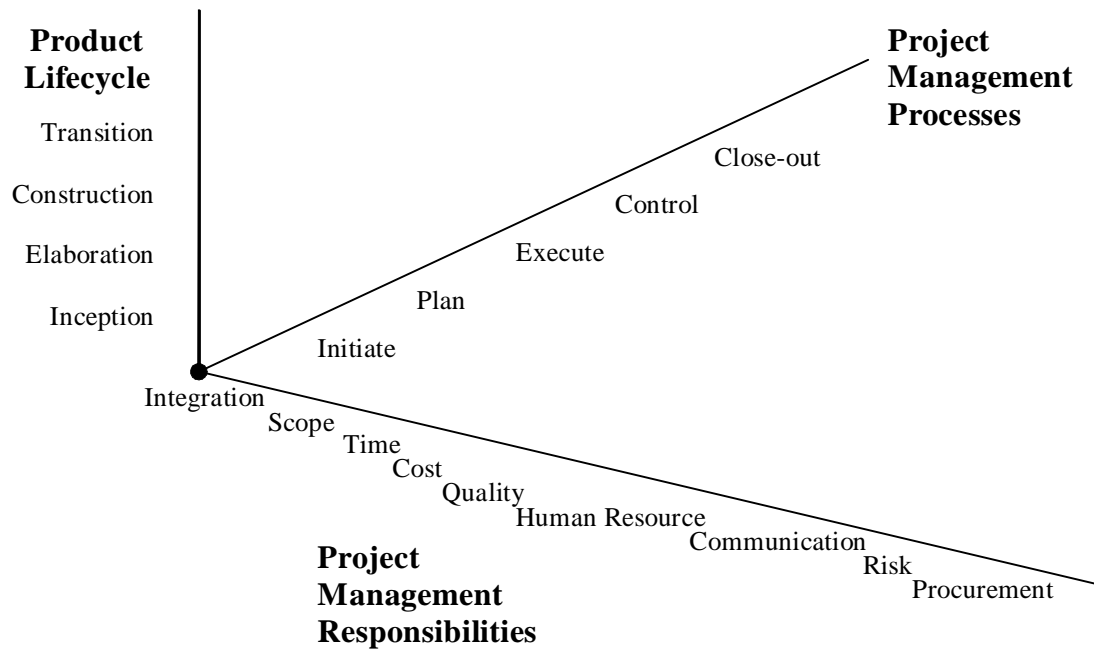 Product
Lifecycle
Transition
Construction
Elaboration
Inception
Project
Management
Processes
Close-out
Control
Execute
Plan
Initiate
Integration
Scope
Time
Cost
Quality
Human Resource
Communication
Risk
Procurement
Project
Management
Responsibilities